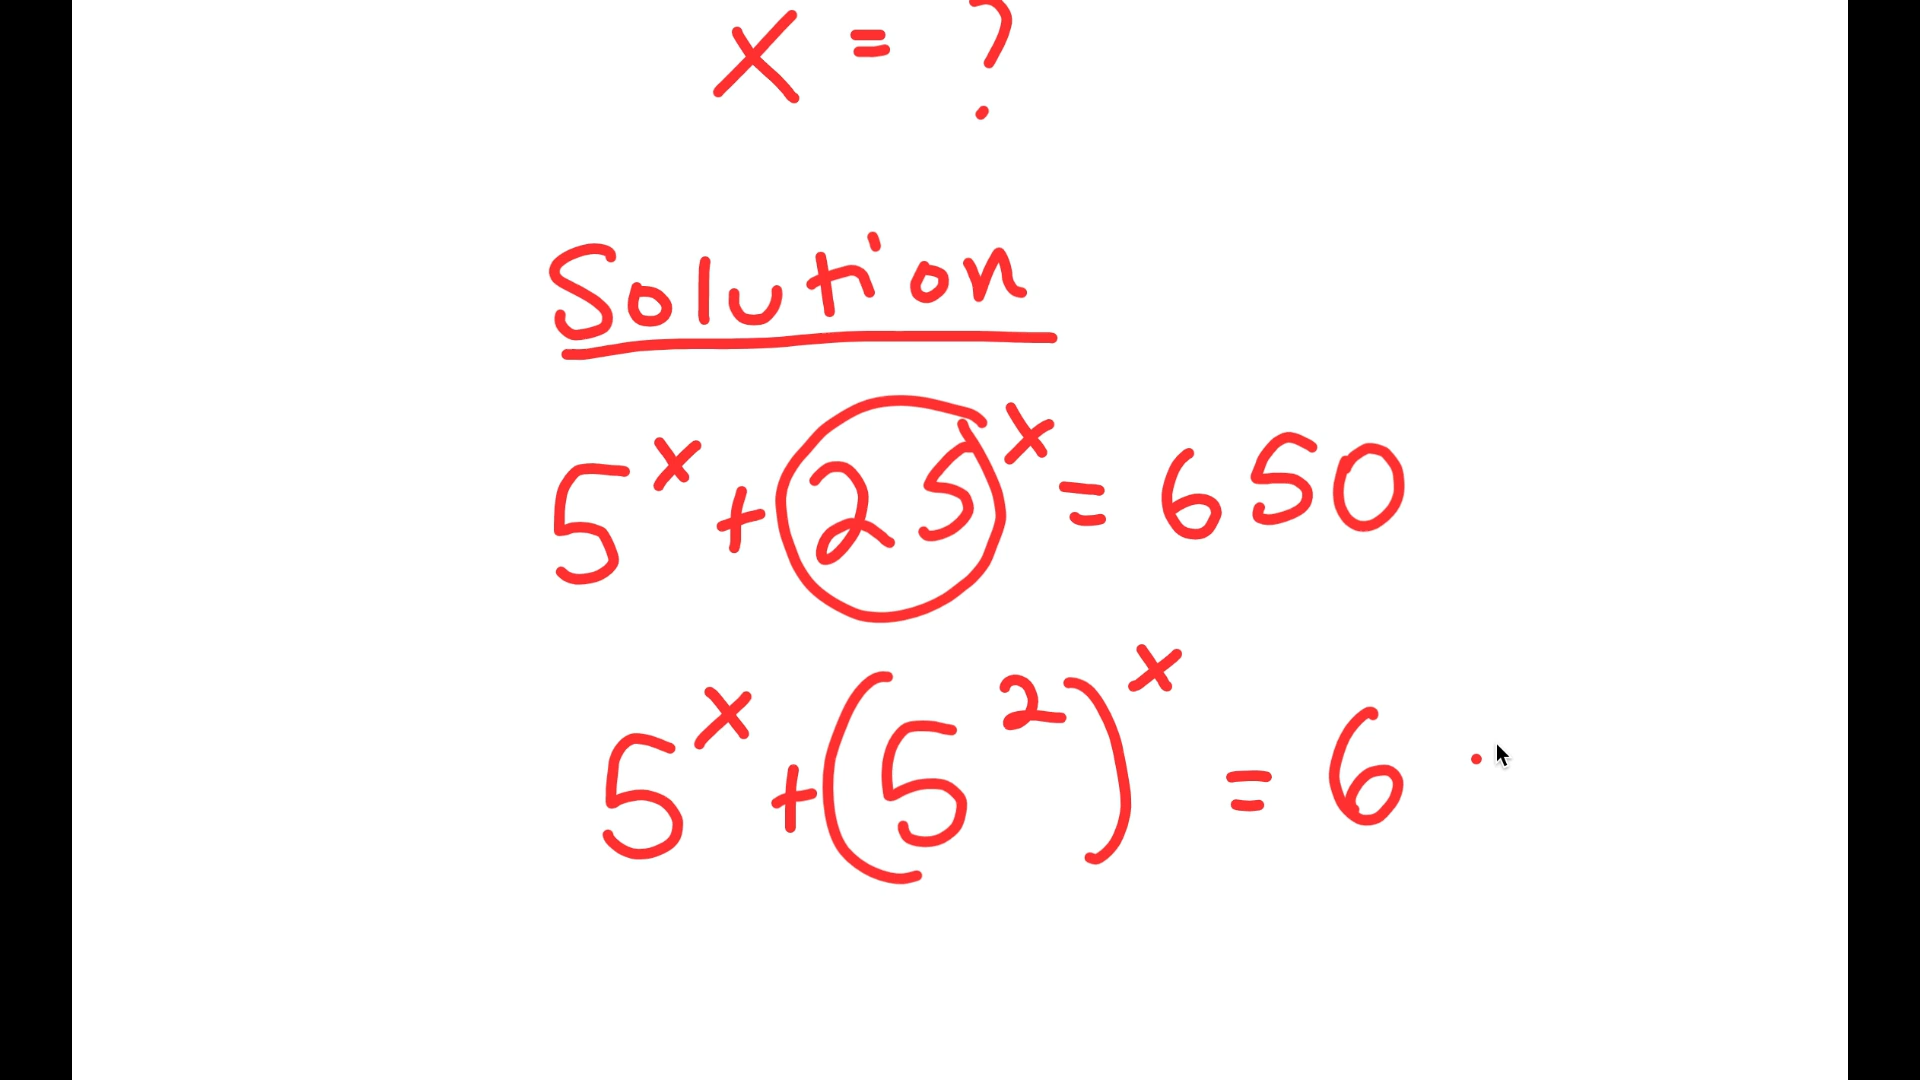 x = ?
Solution
5^x + (25)^x = 650
5^x + (5^2)^x = 6